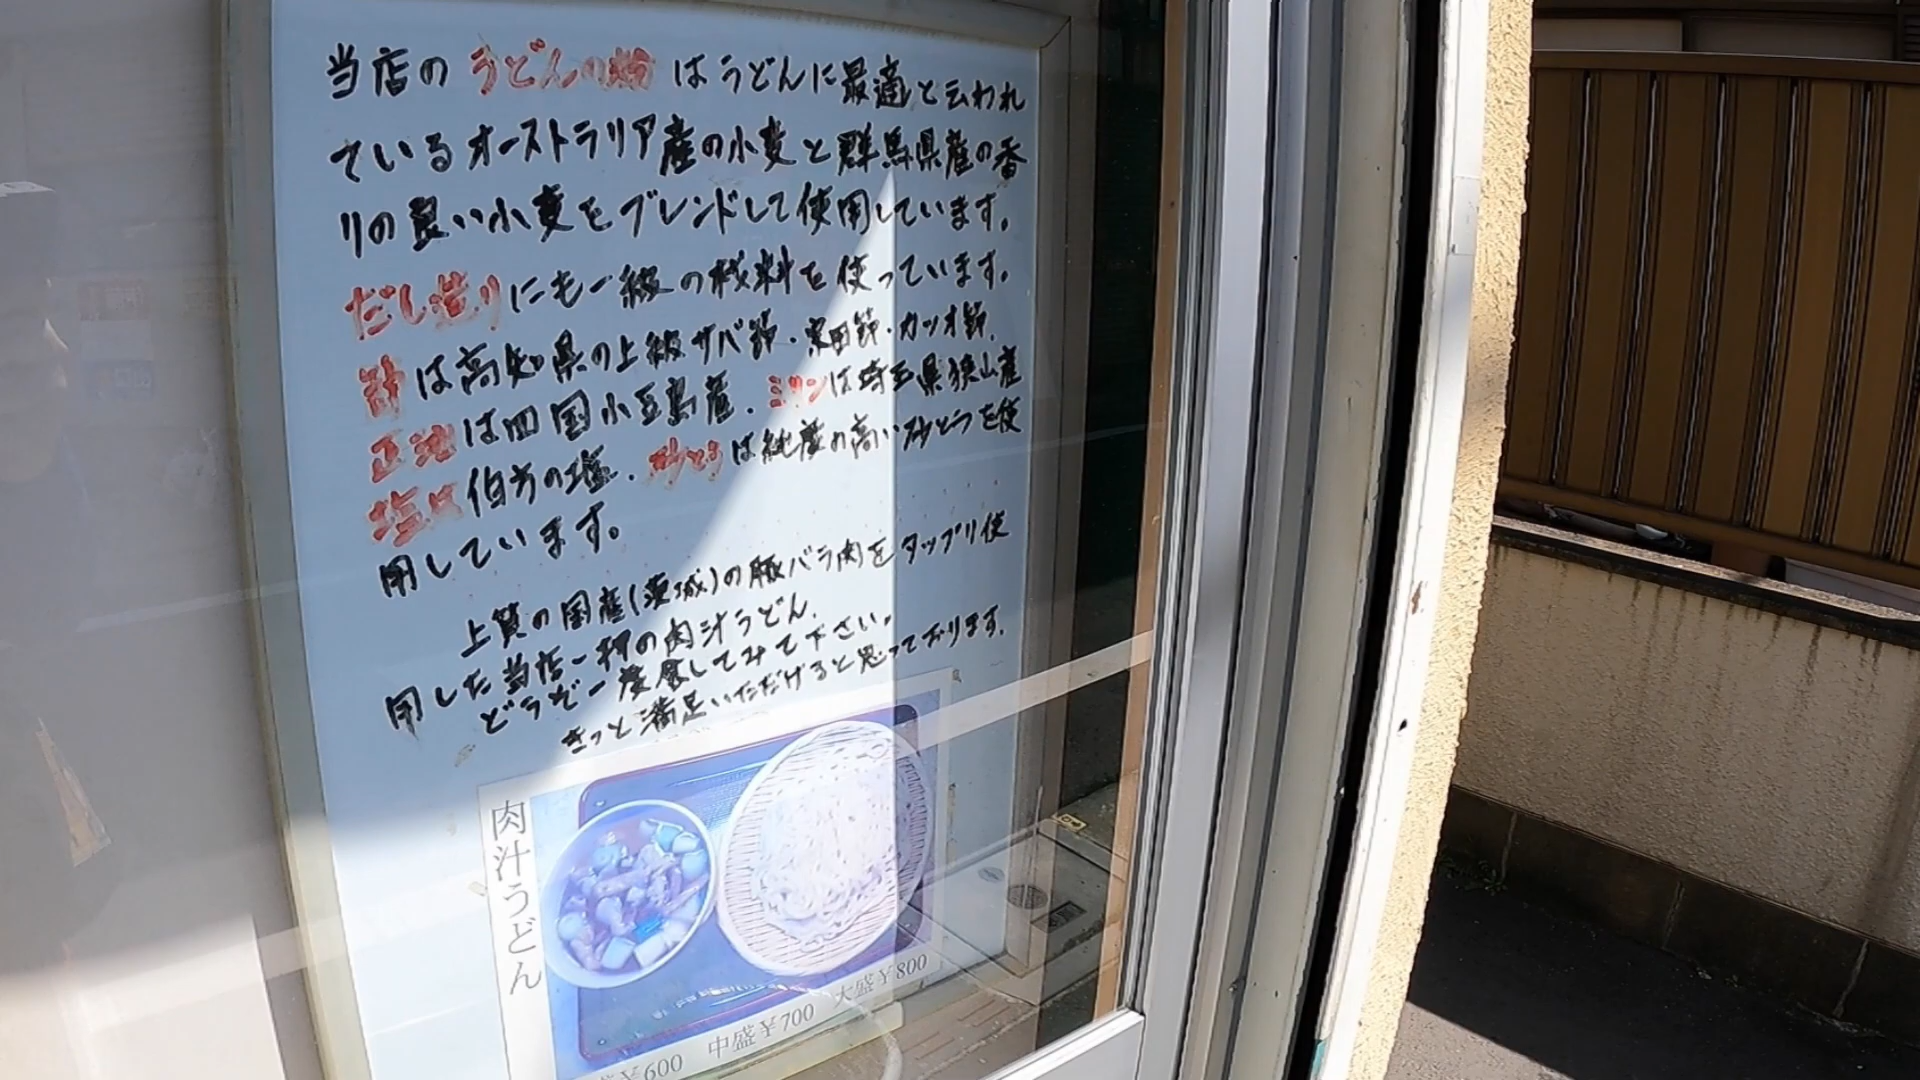 当店のうどんの粉はうどんに最適と云われ
ているオーストラリア産の小麦と群馬県産の香
りの良い小麦をブレンドして使用しています。
だし造りにも一級の材料を使っています。
節は高知県の上級サバ節・宗田節・カツオ節.
正油は四国小豆島産.ミリンは埼玉県狭山産
塩は伯方の塩.砂とうは純度の高い砂とうを使
用しています。
上質の国産(茨城)の豚バラ肉をタップリ使
用した当店一押の肉汁うどん.
どうぞ一度食してみて下さい。
きっと満足いただけると思っております.
肉汁うどん
¥600 中盛¥700 大盛¥800